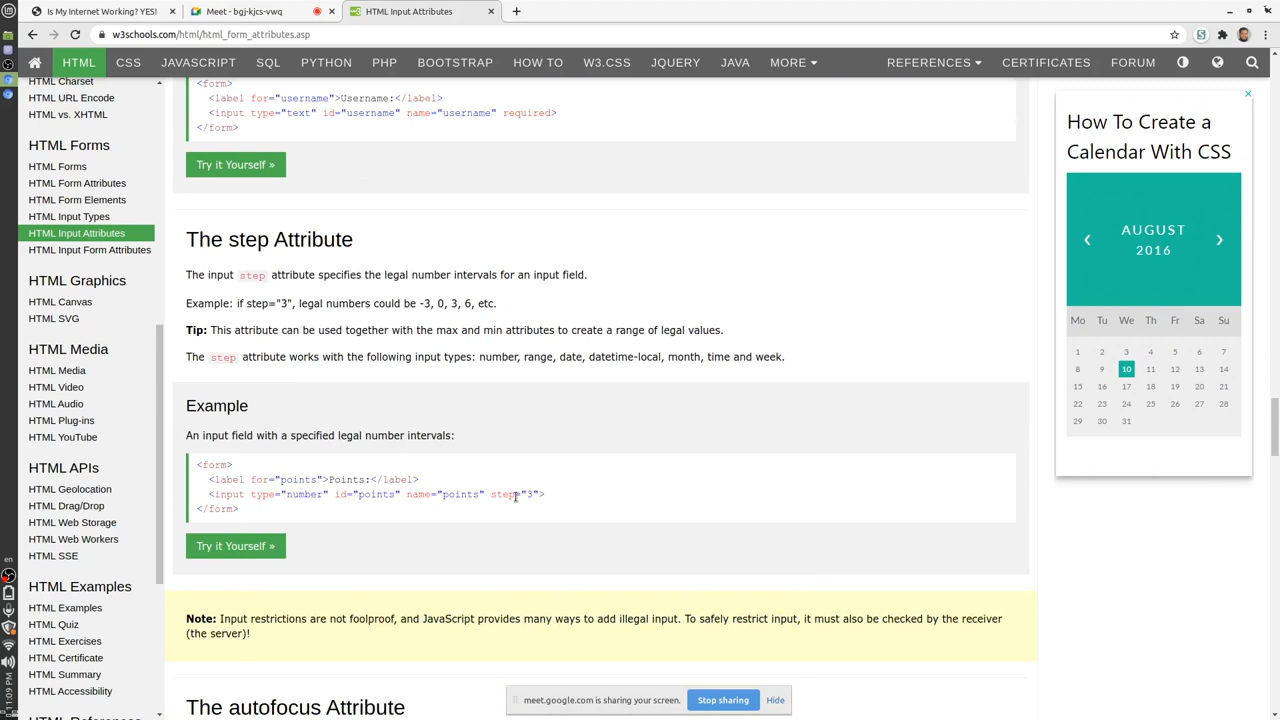 Is My Internet Working? YES!
Meet - bgj-kjcs-vwq
HTML Input Attributes
w3schools.com/html/html_form_attributes.asp
HTML
CSS
JAVASCRIPT
SQL
PYTHON
PHP
BOOTSTRAP
HOW TO
W3.CSS
JQUERY
JAVA
MORE
REFERENCES
CERTIFICATES
FORUM
HTML Charset
HTML URL Encode
HTML vs. XHTML
HTML Forms
HTML Forms
HTML Form Attributes
HTML Form Elements
HTML Input Types
HTML Input Attributes
HTML Input Form Attributes
HTML Graphics
HTML Canvas
HTML SVG
HTML Media
HTML Media
HTML Video
HTML Audio
HTML Plug-ins
HTML YouTube
HTML APIs
HTML Geolocation
HTML Drag/Drop
HTML Web Storage
HTML Web Workers
HTML SSE
HTML Examples
HTML Examples
HTML Quiz
HTML Exercises
HTML Certificate
HTML Summary
HTML Accessibility
HTML References
<form>
<label for="username">Username:</label>
<input type="text" id="username" name="username" required>
</form>
Try it Yourself »
The step Attribute
The input step attribute specifies the legal number intervals for an input field.
Example: if step="3", legal numbers could be -3, 0, 3, 6, etc.
Tip: This attribute can be used together with the max and min attributes to create a range of legal values.
The step attribute works with the following input types: number, range, date, datetime-local, month, time and week.
Example
An input field with a specified legal number intervals:
<form>
<label for="points">Points:</label>
<input type="number" id="points" name="points" step="3">
</form>
Try it Yourself »
Note: Input restrictions are not foolproof, and JavaScript provides many ways to add illegal input. To safely restrict input, it must also be checked by the receiver
(the server)!
The autofocus Attribute
How To Create a
Calendar With CSS
❮ AUGUST ❯
2016
Mo Tu We Th Fr Sa Su
1 2 3 4 5 6 7
8 9 10 11 12 13 14
15 16 17 18 19 20 21
22 23 24 25 26 27 28
29 30 31
meet.google.com is sharing your screen.
Stop sharing
Hide
en
11:09 PM